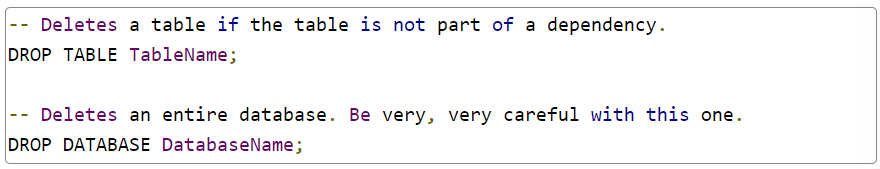 -- Deletes a table if the table is not part of a dependency.
DROP TABLE TableName;
-- Deletes an entire database. Be very, very careful with this one.
DROP DATABASE DatabaseName;